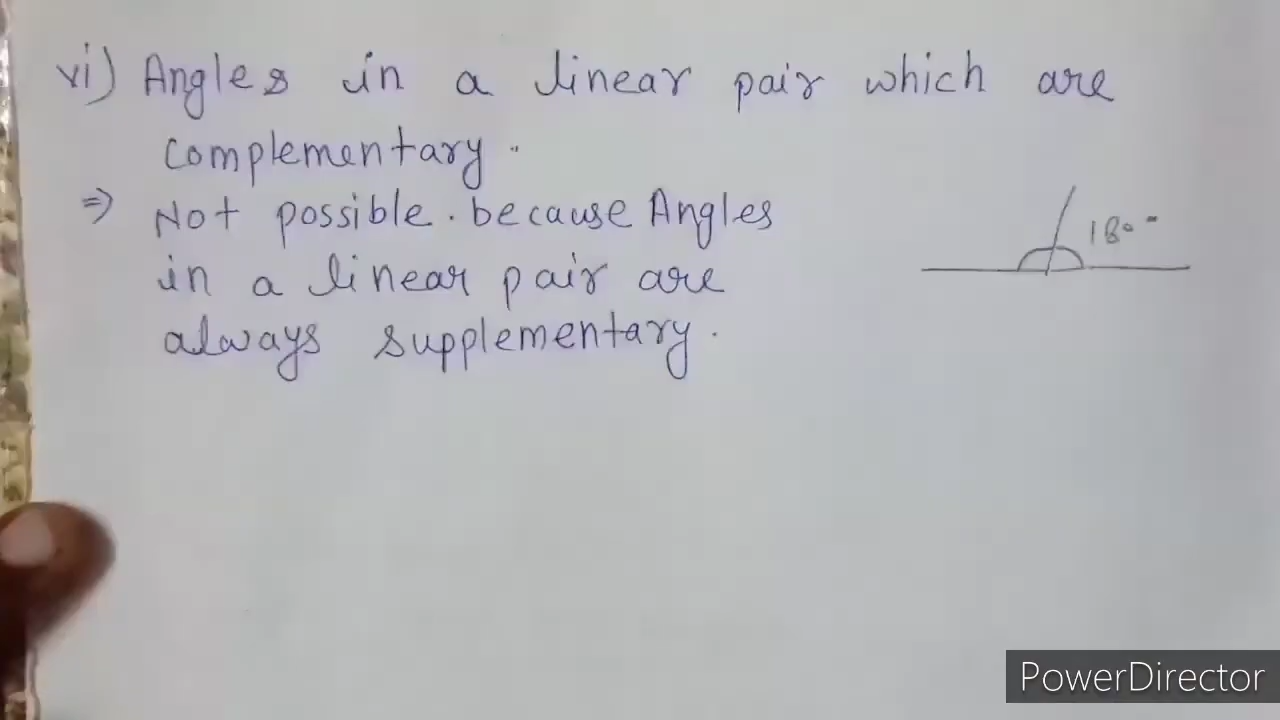 vi) Angles in a linear pair which are
complementary.
⇒ Not possible. because Angles
in a linear pair are
always supplementary.
180°
PowerDirector